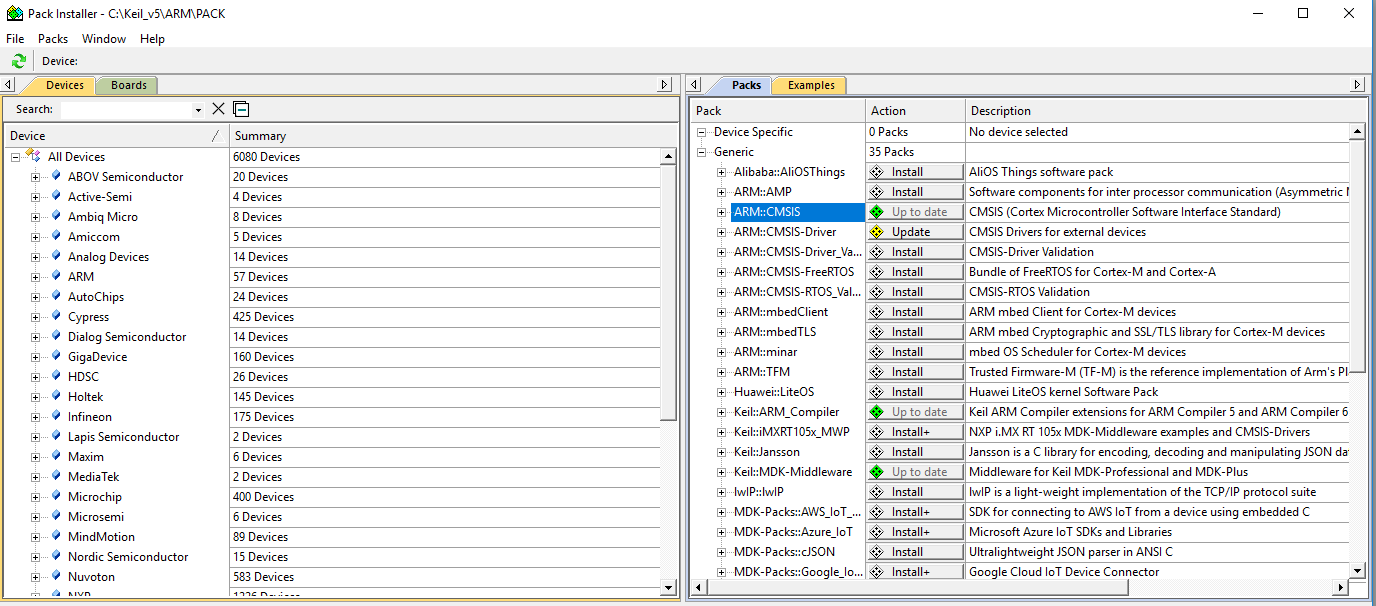 Pack Installer - C:\Keil_v5\ARM\PACK
File Packs Window Help
Device:
Devices Boards
Search:
Device Summary
All Devices 6080 Devices
ABOV Semiconductor 20 Devices
Active-Semi 4 Devices
Ambiq Micro 8 Devices
Amiccom 5 Devices
Analog Devices 14 Devices
ARM 57 Devices
AutoChips 24 Devices
Cypress 425 Devices
Dialog Semiconductor 14 Devices
GigaDevice 160 Devices
HDSC 26 Devices
Holtek 145 Devices
Infineon 175 Devices
Lapis Semiconductor 2 Devices
Maxim 6 Devices
MediaTek 2 Devices
Microchip 400 Devices
Microsemi 6 Devices
MindMotion 89 Devices
Nordic Semiconductor 15 Devices
Nuvoton 583 Devices
Packs Examples
Pack Action Description
Device Specific 0 Packs No device selected
Generic 35 Packs
Alibaba::AliOSThings Install AliOS Things software pack
ARM::AMP Install Software components for inter processor communication (Asymmetric
ARM::CMSIS Up to date CMSIS (Cortex Microcontroller Software Interface Standard)
ARM::CMSIS-Driver Update CMSIS Drivers for external devices
ARM::CMSIS-Driver_Va... Install CMSIS-Driver Validation
ARM::CMSIS-FreeRTOS Install Bundle of FreeRTOS for Cortex-M and Cortex-A
ARM::CMSIS-RTOS_Val... Install CMSIS-RTOS Validation
ARM::mbedClient Install ARM mbed Client for Cortex-M devices
ARM::mbedTLS Install ARM mbed Cryptographic and SSL/TLS library for Cortex-M devices
ARM::minar Install mbed OS Scheduler for Cortex-M devices
ARM::TFM Install Trusted Firmware-M (TF-M) is the reference implementation of Arm's
Huawei::LiteOS Install Huawei LiteOS kernel Software Pack
Keil::ARM_Compiler Up to date Keil ARM Compiler extensions for ARM Compiler 5 and ARM Compiler 6
Keil::iMXRT105x_MWP Install+ NXP i.MX RT 105x MDK-Middleware examples and CMSIS-Drivers
Keil::Jansson Install Jansson is a C library for encoding, decoding and manipulating JSON
Keil::MDK-Middleware Up to date Middleware for Keil MDK-Professional and MDK-Plus
lwIP::lwIP Install lwIP is a light-weight implementation of the TCP/IP protocol suite
MDK-Packs::AWS_IoT_... Install+ SDK for connecting to AWS IoT from a device using embedded C
MDK-Packs::Azure_IoT Install+ Microsoft Azure IoT SDKs and Libraries
MDK-Packs::cJSON Install Ultralightweight JSON parser in ANSI C
MDK-Packs::Google_Io... Install+ Google Cloud IoT Device Connector